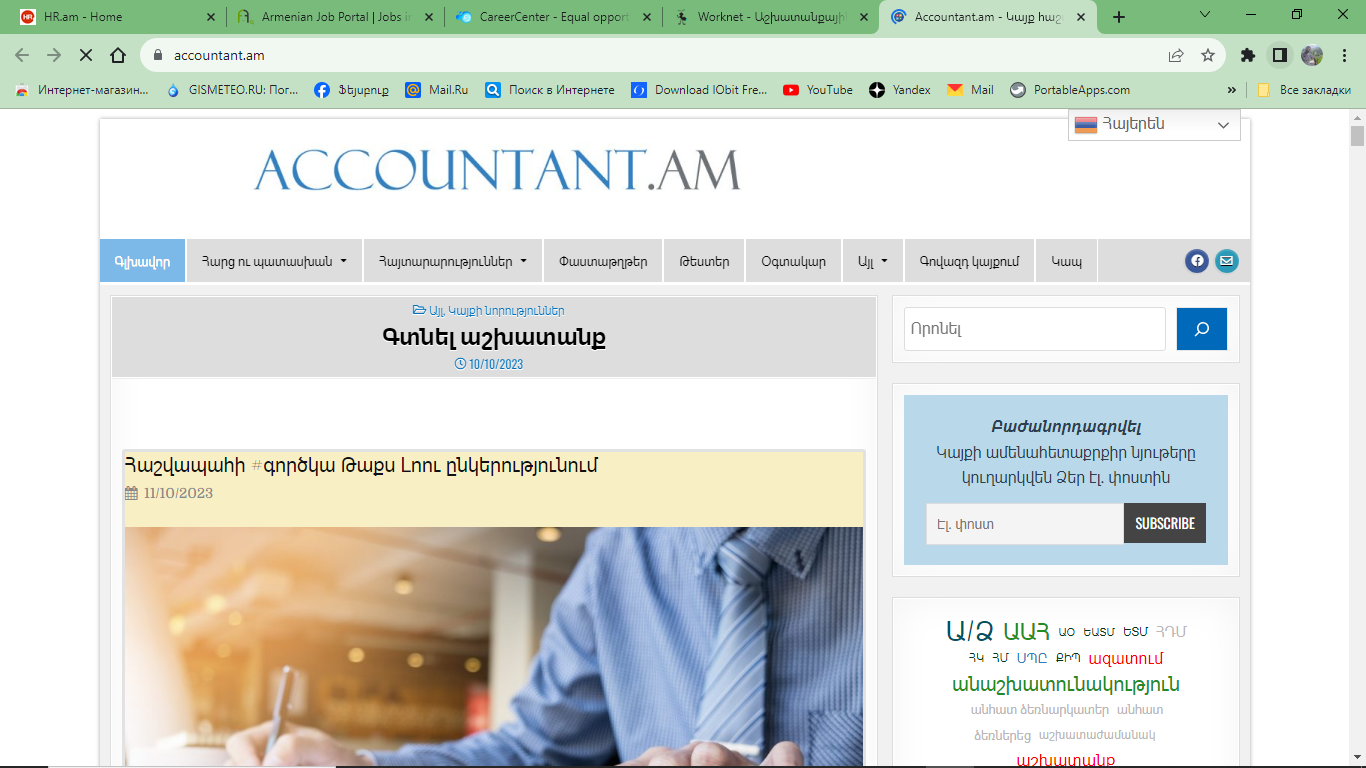 HR.am - Home
Armenian Job Portal | Jobs i
CareerCenter - Equal opport
Worknet - Աշխատանքայի
Accountant.am - Կայք հաշ
accountant.am
Интернет-магазин...
GISMETEO.RU: Пог...
Ֆեյսբուք
Mail.Ru
Поиск в Интернете
Download IObit Fre...
YouTube
Yandex
Mail
PortableApps.com
»
Все закладки
Հայերեն
ACCOUNTANT.AM
Գլխավոր
Հարց ու պատասխան
Հայտարարություններ
Փաստաթղթեր
Թեստեր
Օգտակար
Այլ
Գովազդ կայքում
Կապ
Այլ, Կայքի նորություններ
Գտնել աշխատանք
10/10/2023
Հաշվապահի #գործկա Թաքս Լոու ընկերությունում
11/10/2023
Որոնել
Բաժանորդագրվել
Կայքի ամենահետաքրքիր նյութերը
կուղարկվեն Ձեր էլ. փոստին
Էլ. փոստ
SUBSCRIBE
Ա/Ձ ԱԱՀ ԱՕ ԵԱՏՄ ԵՏՄ ՀԴՄ
ՀԿ ՀՄ ՍՊԸ ՔԻՊ ազատում
անաշխատունակություն
անհատ ձեռնարկատեր անհատ
ձեռներեց աշխատաժամանակ
աշխատանք